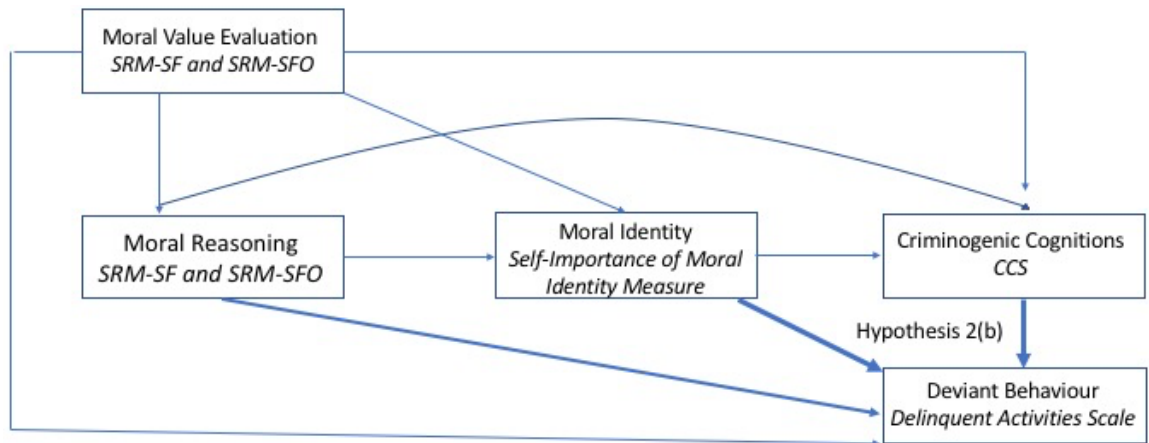 Moral Value Evaluation
SRM-SF and SRM-SFO
Moral Reasoning
SRM-SF and SRM-SFO
Moral Identity
Self-Importance of Moral
Identity Measure
Criminogenic Cognitions
CCS
Hypothesis 2(b)
Deviant Behaviour
Delinquent Activities Scale